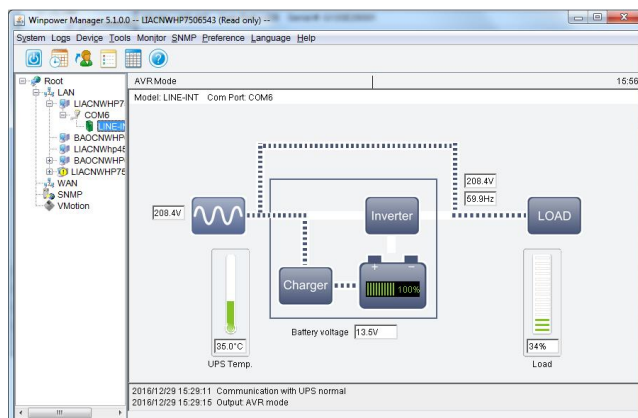 Winpower Manager 5.1.0.0 -- LIACNWHP7506543 (Read only) --
System Logs Device Tools Monitor SNMP Preference Language Help
Root
LAN
LIACNWHP7
COM6
LINE-IN
BAOCNWHP
LIACNWhp45
BAOCNWHP
LIACNWHP75
WAN
SNMP
VMotion
AVR Mode
15:56
Model: LINE-INT Com Port: COM6
208.4V
Inverter
208.4V
59.9Hz
LOAD
Charger
+ −
100%
Battery voltage 13.5V
35.0°C
UPS Temp.
34%
Load
2016/12/29 15:29:11 Communication with UPS normal
2016/12/29 15:29:15 Output: AVR mode